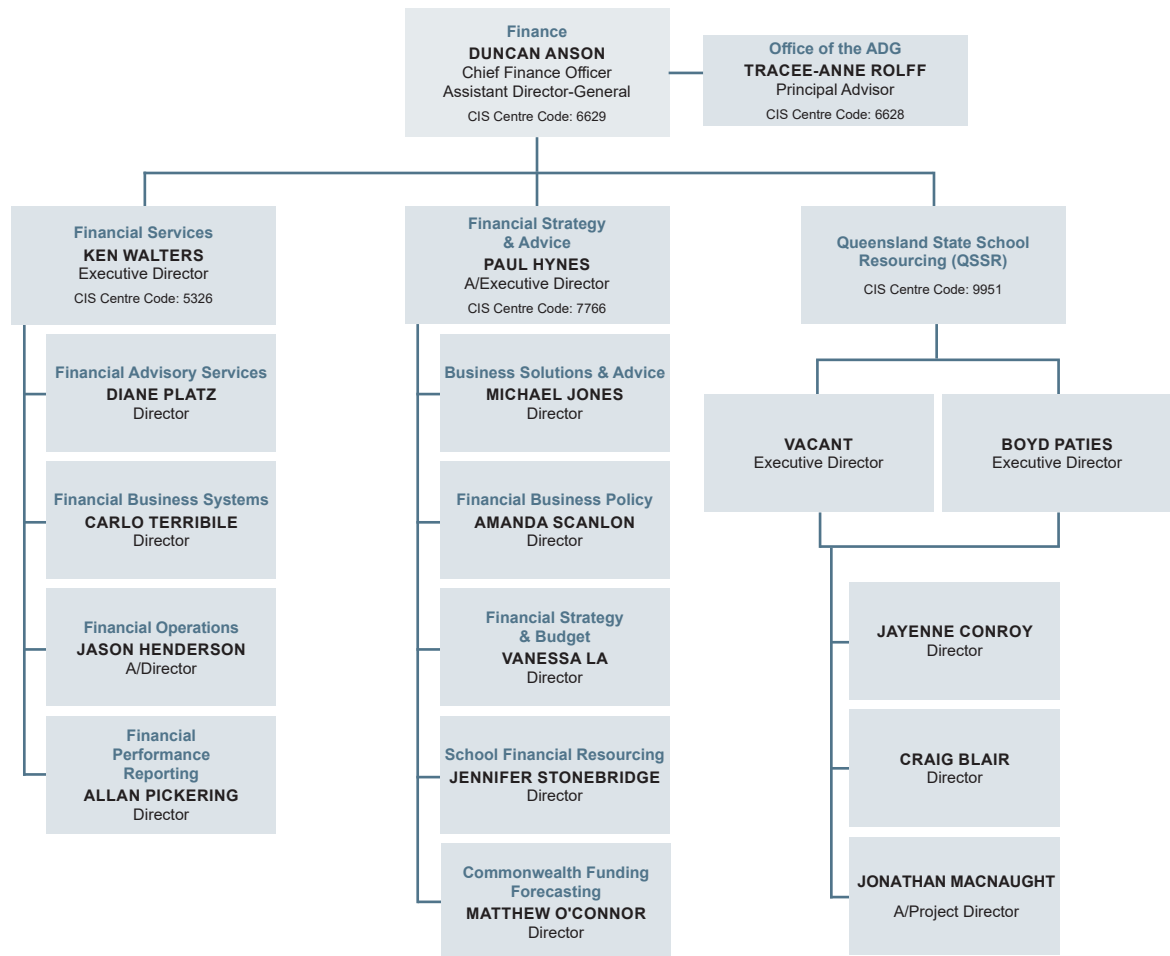 Finance
DUNCAN ANSON
Chief Finance Officer
Assistant Director-General
CIS Centre Code: 6629
Office of the ADG
TRACEE-ANNE ROLFF
Principal Advisor
CIS Centre Code: 6628
Financial Services
KEN WALTERS
Executive Director
CIS Centre Code: 5326
Financial Advisory Services
DIANE PLATZ
Director
Financial Business Systems
CARLO TERRIBILE
Director
Financial Operations
JASON HENDERSON
A/Director
Financial
Performance
Reporting
ALLAN PICKERING
Director
Financial Strategy
& Advice
PAUL HYNES
A/Executive Director
CIS Centre Code: 7766
Business Solutions & Advice
MICHAEL JONES
Director
Financial Business Policy
AMANDA SCANLON
Director
Financial Strategy
& Budget
VANESSA LA
Director
School Financial Resourcing
JENNIFER STONEBRIDGE
Director
Commonwealth Funding
Forecasting
MATTHEW O'CONNOR
Director
Queensland State School
Resourcing (QSSR)
CIS Centre Code: 9951
VACANT
Executive Director
BOYD PATIES
Executive Director
JAYENNE CONROY
Director
CRAIG BLAIR
Director
JONATHAN MACNAUGHT
A/Project Director